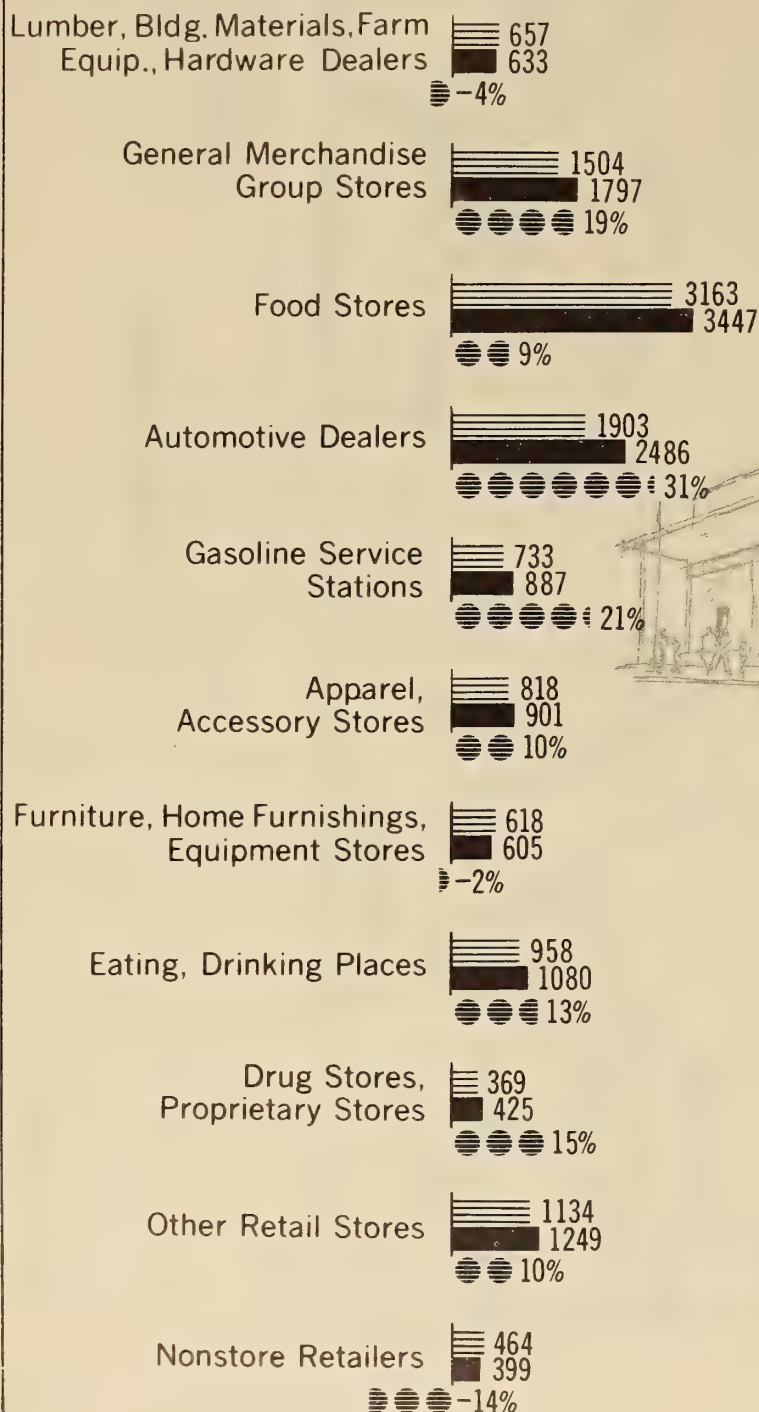 Lumber, Bldg. Materials, Farm
Equip., Hardware Dealers
657
633
-4%
General Merchandise
Group Stores
1504
1797
19%
Food Stores
3163
3447
9%
Automotive Dealers
1903
2486
31%
Gasoline Service
Stations
733
887
21%
Apparel,
Accessory Stores
818
901
10%
Furniture, Home Furnishings,
Equipment Stores
618
605
-2%
Eating, Drinking Places
958
1080
13%
Drug Stores,
Proprietary Stores
369
425
15%
Other Retail Stores
1134
1249
10%
Nonstore Retailers
464
399
-14%